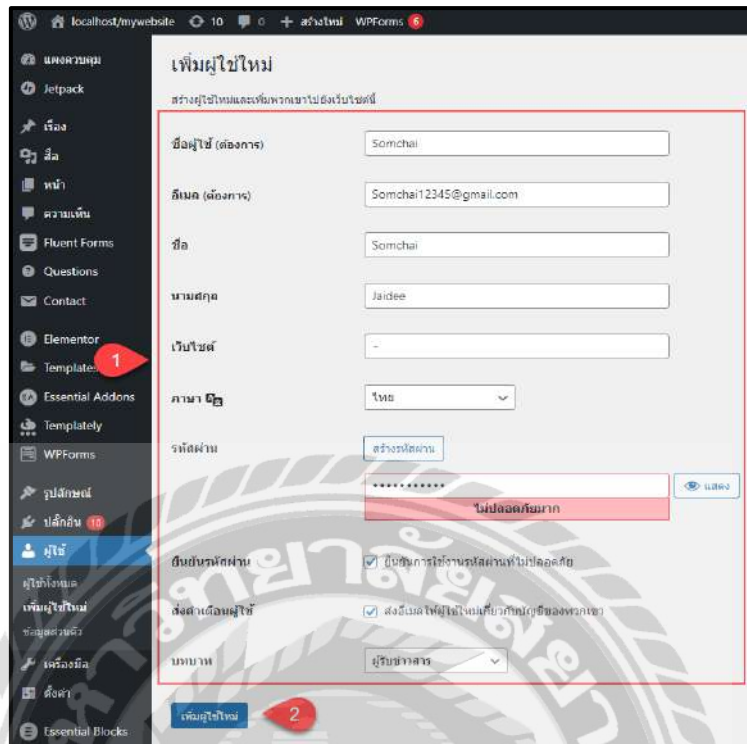 localhost/mywebsite 10 0 + สร้างใหม่ WPForms 6
แผงควบคุม
Jetpack
เรื่อง
สื่อ
หน้า
ความเห็น
Fluent Forms
Questions
Contact
Elementor
Templates
Essential Addons
Templately
WPForms
รูปลักษณ์
ปลั๊กอิน 10
ผู้ใช้
ผู้ใช้ทั้งหมด
เพิ่มผู้ใช้ใหม่
ข้อมูลส่วนตัว
เครื่องมือ
ตั้งค่า
Essential Blocks
เพิ่มผู้ใช้ใหม่
สร้างผู้ใช้ใหม่และเพิ่มพวกเขาไปยังเว็บไซต์นี้
1
ชื่อผู้ใช้ (ต้องการ) Somchai
อีเมล (ต้องการ) Somchai12345@gmail.com
ชื่อ Somchai
นามสกุล Jaidee
เว็บไซต์ -
ภาษา ไทย
รหัสผ่าน สร้างรหัสผ่าน
••••••••••• แสดง
ไม่ปลอดภัยมาก
ยืนยันรหัสผ่าน ยืนยันการใช้งานรหัสผ่านที่ไม่ปลอดภัย
ส่งคำเตือนผู้ใช้ ส่งอีเมลให้ผู้ใช้ใหม่เกี่ยวกับบัญชีของพวกเขา
บทบาท ผู้รับข่าวสาร
เพิ่มผู้ใช้ใหม่ 2